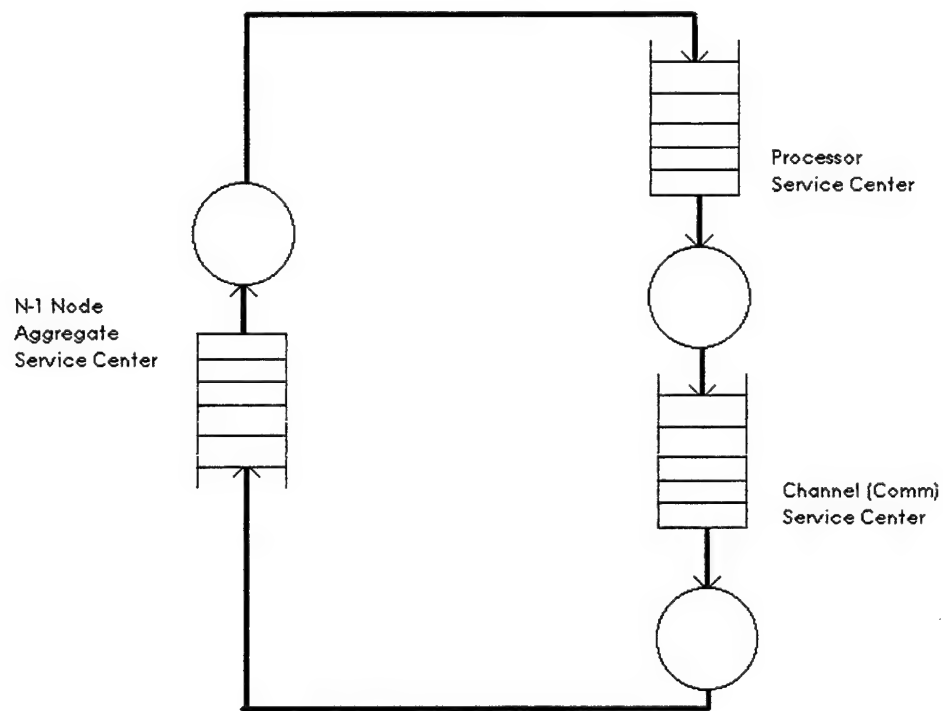 Processor
Service Center
N-1 Node
Aggregate
Service Center
Channel (Comm)
Service Center